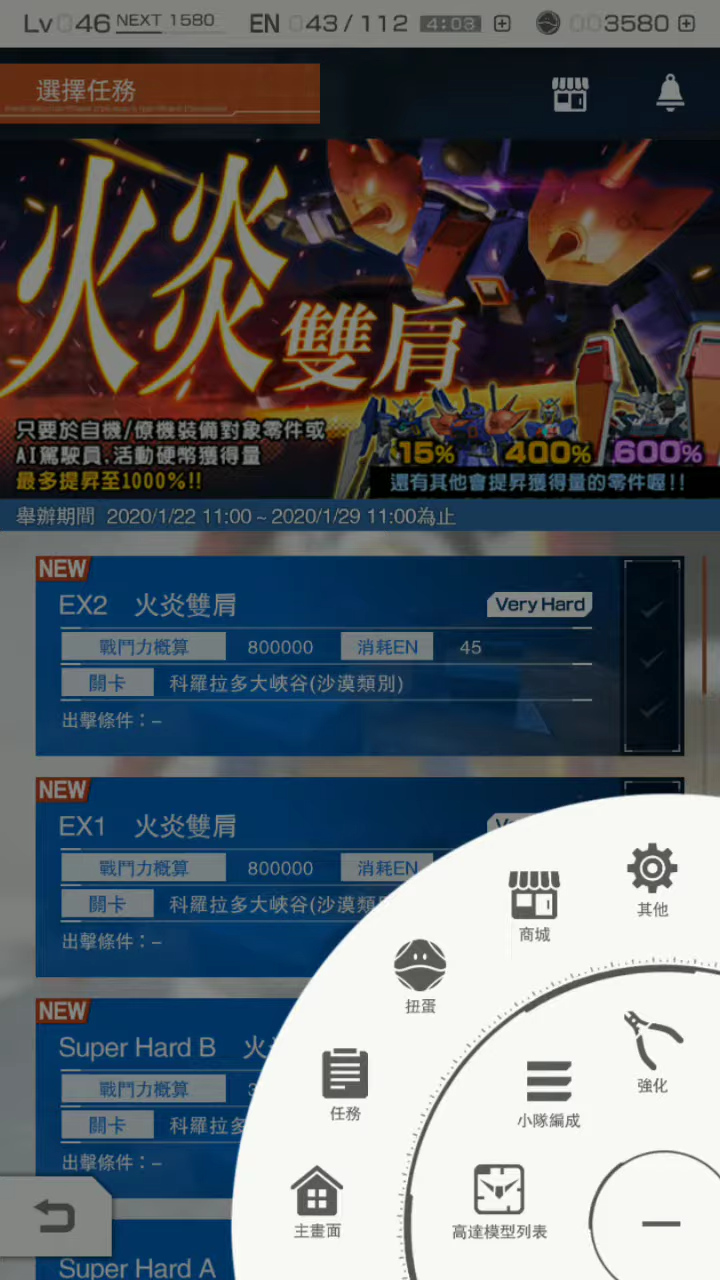 Lv046 NEXT 1580 EN 043/112 4:03 003580
選擇任務
火炎雙肩
只要於自機/僚機裝備對象零件或
AI駕駛員,活動硬幣獲得量
最多提昇至1000%!!
15% 400% 600%
還有其他會提昇獲得量的零件喔!!
舉辦期間 2020/1/22 11:00 ~ 2020/1/29 11:00為止
NEW
EX2 火炎雙肩 Very Hard
戰鬥力概算 800000 消耗EN 45
關卡 科羅拉多大峽谷(沙漠類別)
出擊條件：–
NEW
EX1 火炎雙肩
戰鬥力概算 800000 消耗EN
關卡 科羅拉多大峽谷(沙漠類
出擊條件：–
NEW
Super Hard B 火
戰鬥力概算 3
關卡 科羅拉多
出擊條件：–
Super Hard A
其他
商城
扭蛋
強化
任務
小隊編成
主畫面
高達模型列表